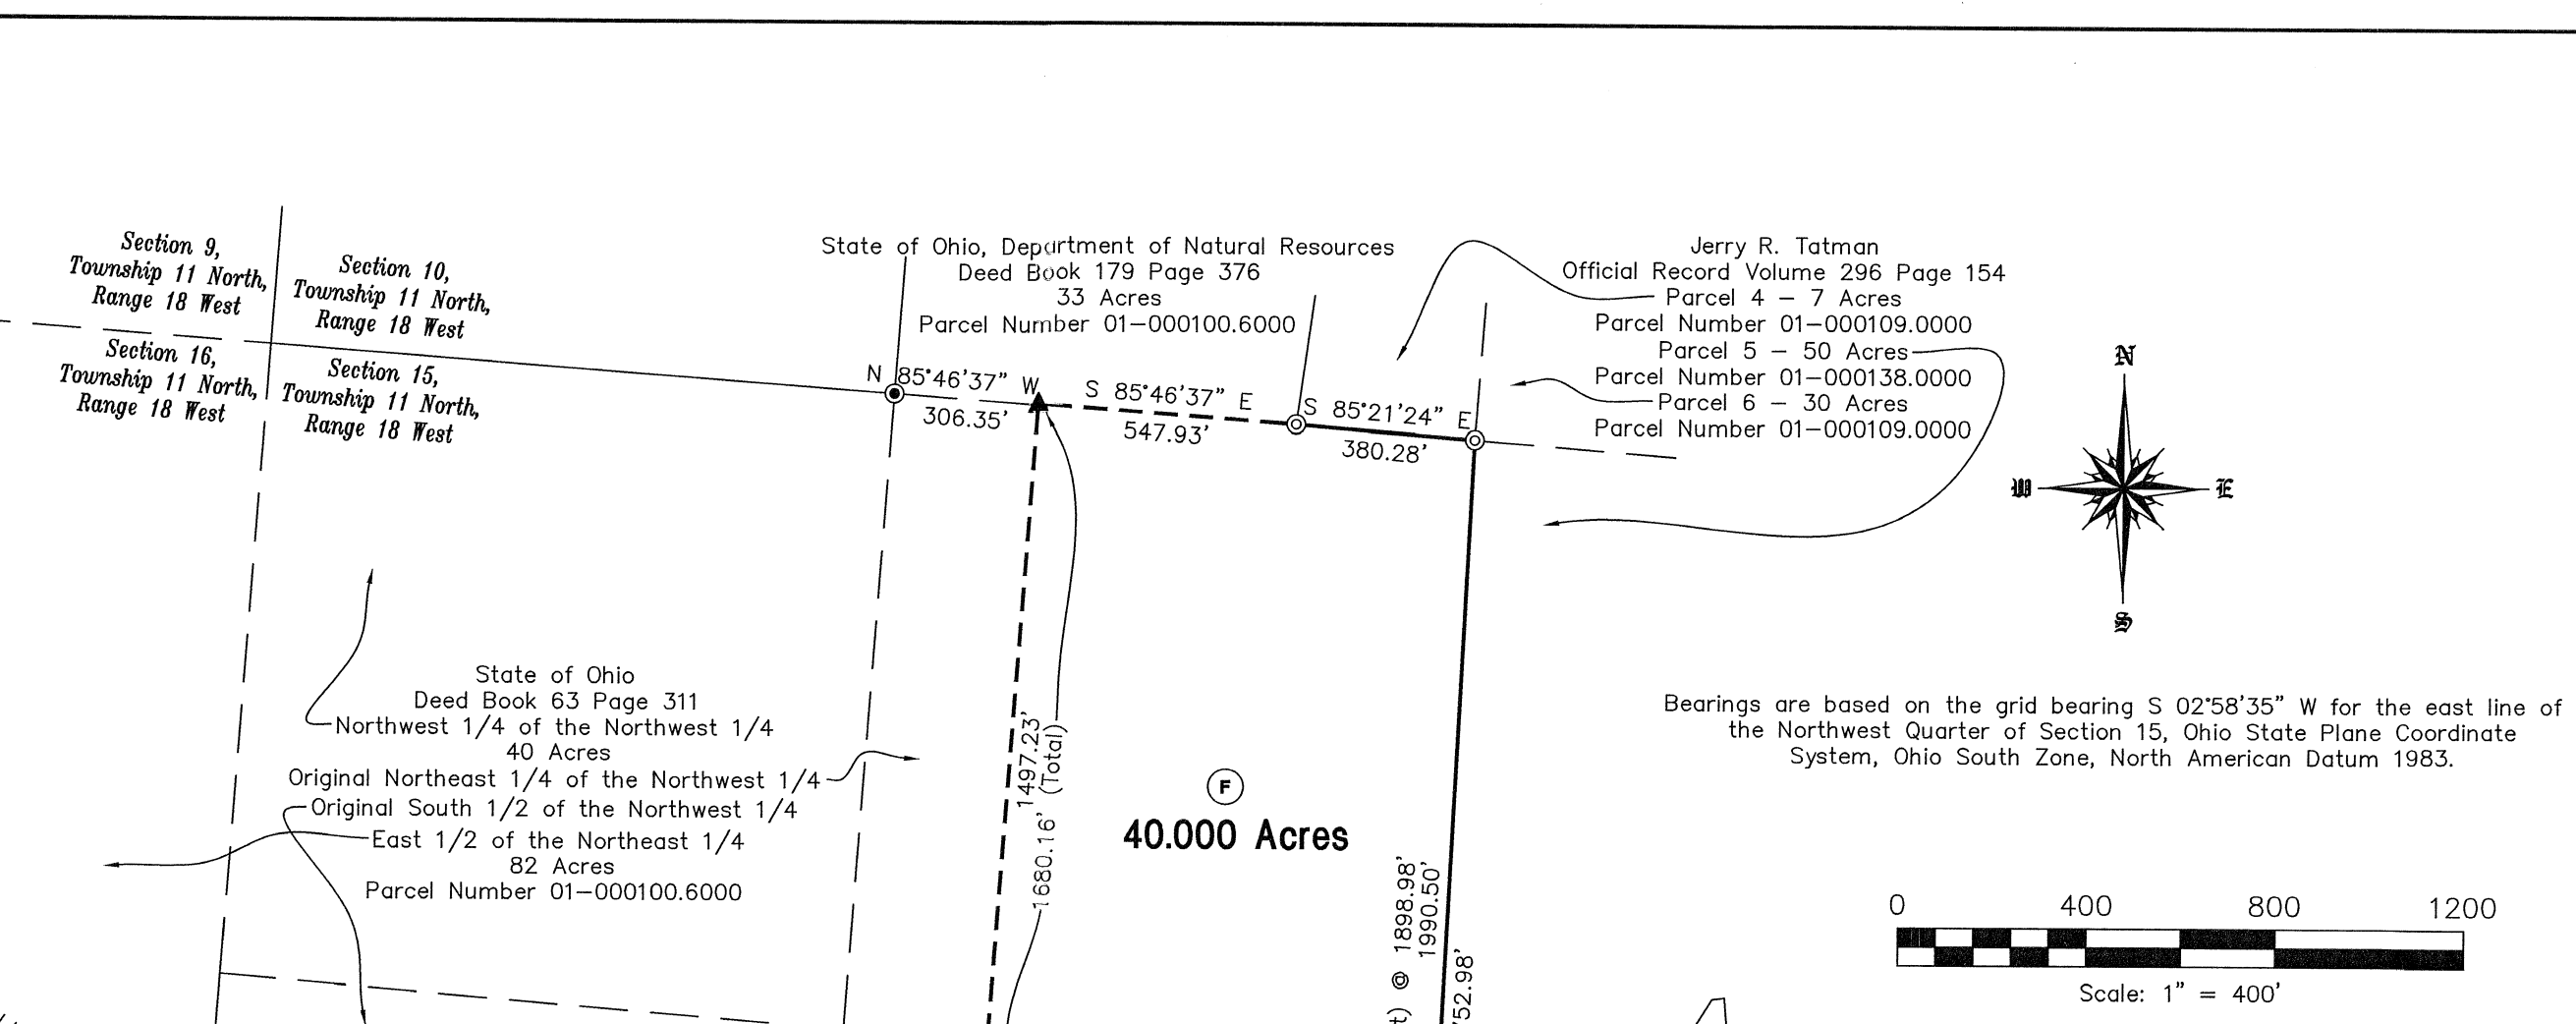 Section 9,
Township 11 North,
Range 18 West
Section 10,
Township 11 North,
Range 18 West
Section 16,
Township 11 North,
Range 18 West
Section 15,
Township 11 North,
Range 18 West
State of Ohio, Department of Natural Resources
Deed Book 179 Page 376
33 Acres
Parcel Number 01-000100.6000
Jerry R. Tatman
Official Record Volume 296 Page 154
Parcel 4 - 7 Acres
Parcel Number 01-000109.0000
Parcel 5 - 50 Acres
Parcel Number 01-000138.0000
Parcel 6 - 30 Acres
Parcel Number 01-000109.0000
N 85°46'37" W
306.35'
S 85°46'37" E
547.93'
S 85°21'24" E
380.28'
N
W
E
S
State of Ohio
Deed Book 63 Page 311
Northwest 1/4 of the Northwest 1/4
40 Acres
Original Northeast 1/4 of the Northwest 1/4
Original South 1/2 of the Northwest 1/4
East 1/2 of the Northeast 1/4
82 Acres
Parcel Number 01-000100.6000
1497.23'
1680.16' (Total)
F
40.000 Acres
@ 1898.98'
1990.50'
52.98'
Bearings are based on the grid bearing S 02°58'35" W for the east line of
the Northwest Quarter of Section 15, Ohio State Plane Coordinate
System, Ohio South Zone, North American Datum 1983.
0 400 800 1200
Scale: 1" = 400'